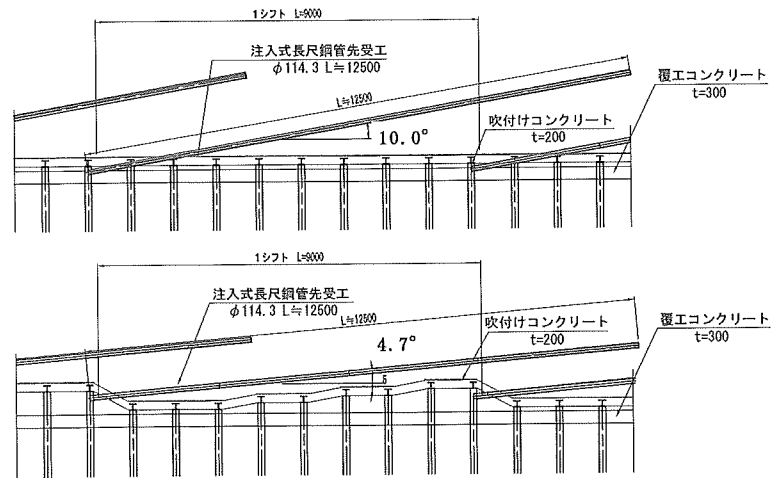 1シフト L=9000
注入式長尺鋼管先受工
φ114.3 L≒12500
L≒12500
覆工コンクリート
t=300
10.0°
吹付けコンクリート
t=200
1シフト L=9000
注入式長尺鋼管先受工
φ114.3 L≒12500
L≒12500
4.7°
吹付けコンクリート
t=200
覆工コンクリート
t=300